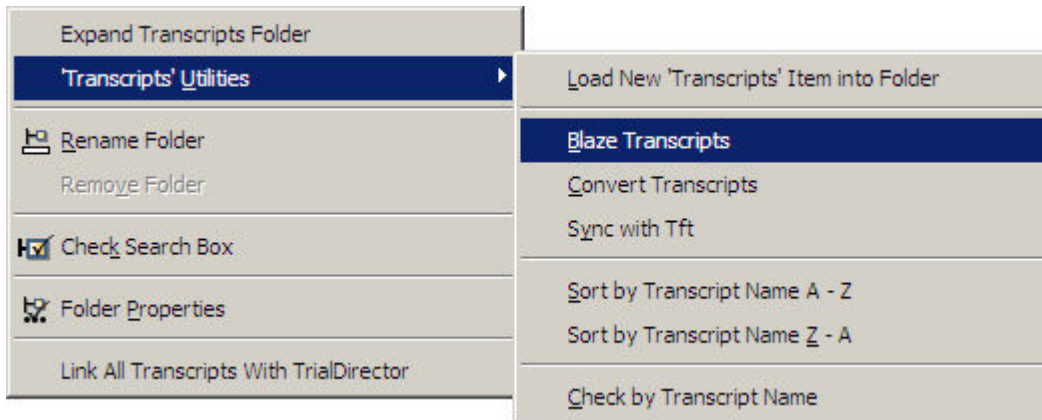 Expand Transcripts Folder
'Transcripts' Utilities
Rename Folder
Remove Folder
Check Search Box
Folder Properties
Link All Transcripts With TrialDirector
Load New 'Transcripts' Item into Folder
Blaze Transcripts
Convert Transcripts
Sync with Tft
Sort by Transcript Name A - Z
Sort by Transcript Name Z - A
Check by Transcript Name